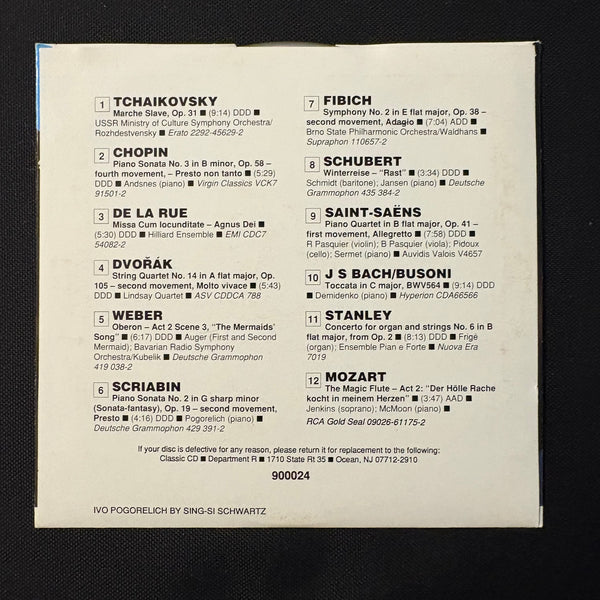 1 TCHAIKOVSKY
Marche Slave, Op. 31 ■ (9:14) DDD ■
USSR Ministry of Culture Symphony Orchestra/
Rozhdestvensky ■ Erato 2292-45629-2
2 CHOPIN
Piano Sonata No. 3 in B minor, Op. 58 –
fourth movement, – Presto non tanto ■ (5:29)
DDD ■ Andsnes (piano) ■ Virgin Classics VCK7
91501-2
3 DE LA RUE
Missa Cum Iocunditate – Agnus Dei ■
(5:30) DDD ■ Hilliard Ensemble ■ EMI CDC7
54082-2
4 DVOŘÁK
String Quartet No. 14 in A flat major, Op.
105 – second movement, Molto vivace ■ (5:43)
DDD ■ Lindsay Quartet ■ ASV CDDCA 788
5 WEBER
Oberon – Act 2 Scene 3, "The Mermaids'
Song" ■ (6:17) DDD ■ Auger (First and Second
Mermaid); Bavarian Radio Symphony
Orchestra/Kubelik ■ Deutsche Grammophon
419 038-2
6 SCRIABIN
Piano Sonata No. 2 in G sharp minor
(Sonata-fantasy), Op. 19 – second movement,
Presto ■ (4:16) DDD ■ Pogorelich (piano) ■
Deutsche Grammophon 429 391-2
7 FIBICH
Symphony No. 2 in E flat major, Op. 38 –
second movement, Adagio ■ (7:04) ADD ■
Brno State Philharmonic Orchestra/Waldhans ■
Supraphon 110657-2
8 SCHUBERT
Winterreise – "Rast" ■ (3:34) DDD ■
Schmidt (baritone); Jansen (piano) ■ Deutsche
Grammophon 435 384-2
9 SAINT-SAËNS
Piano Quartet in B flat major, Op. 41 –
first movement, Allegretto ■ (7:58) DDD ■
R Pasquier (violin); B Pasquier (viola); Pidoux
(cello); Sermet (piano) ■ Auvidis Valois V4657
10 J S BACH/BUSONI
Toccata in C major, BWV564 ■ (9:14) DDD
■ Demidenko (piano) ■ Hyperion CDA66566
11 STANLEY
Concerto for organ and strings No. 6 in B
flat major, from Op. 2 ■ (8:13) DDD ■ Frigé
(organ); Ensemble Pian e Forte ■ Nuova Era
7019
12 MOZART
The Magic Flute – Act 2: "Der Hölle Rache
kocht in meinem Herzen" ■ (3:47) AAD ■
Jenkins (soprano); McMoon (piano) ■
RCA Gold Seal 09026-61175-2
If your disc is defective for any reason, please return it for replacement to the following:
Classic CD ■ Department R ■ 1710 State Rt 35 ■ Ocean, NJ 07712-2910
900024
IVO POGORELICH BY SING-SI SCHWARTZ